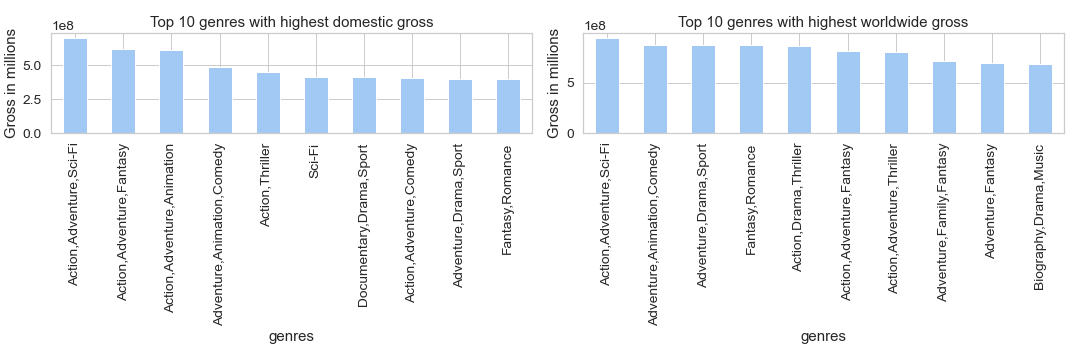 Top 10 genres with highest domestic gross
1e8
Gross in millions
5.0
2.5
0.0
Action,Adventure,Sci-Fi
Action,Adventure,Fantasy
Action,Adventure,Animation
Adventure,Animation,Comedy
Action,Thriller
Sci-Fi
Documentary,Drama,Sport
Action,Adventure,Comedy
Adventure,Drama,Sport
Fantasy,Romance
genres
Top 10 genres with highest worldwide gross
1e8
Gross in millions
5
0
Action,Adventure,Sci-Fi
Adventure,Animation,Comedy
Adventure,Drama,Sport
Fantasy,Romance
Action,Drama,Thriller
Action,Adventure,Fantasy
Action,Adventure,Thriller
Adventure,Family,Fantasy
Adventure,Fantasy
Biography,Drama,Music
genres